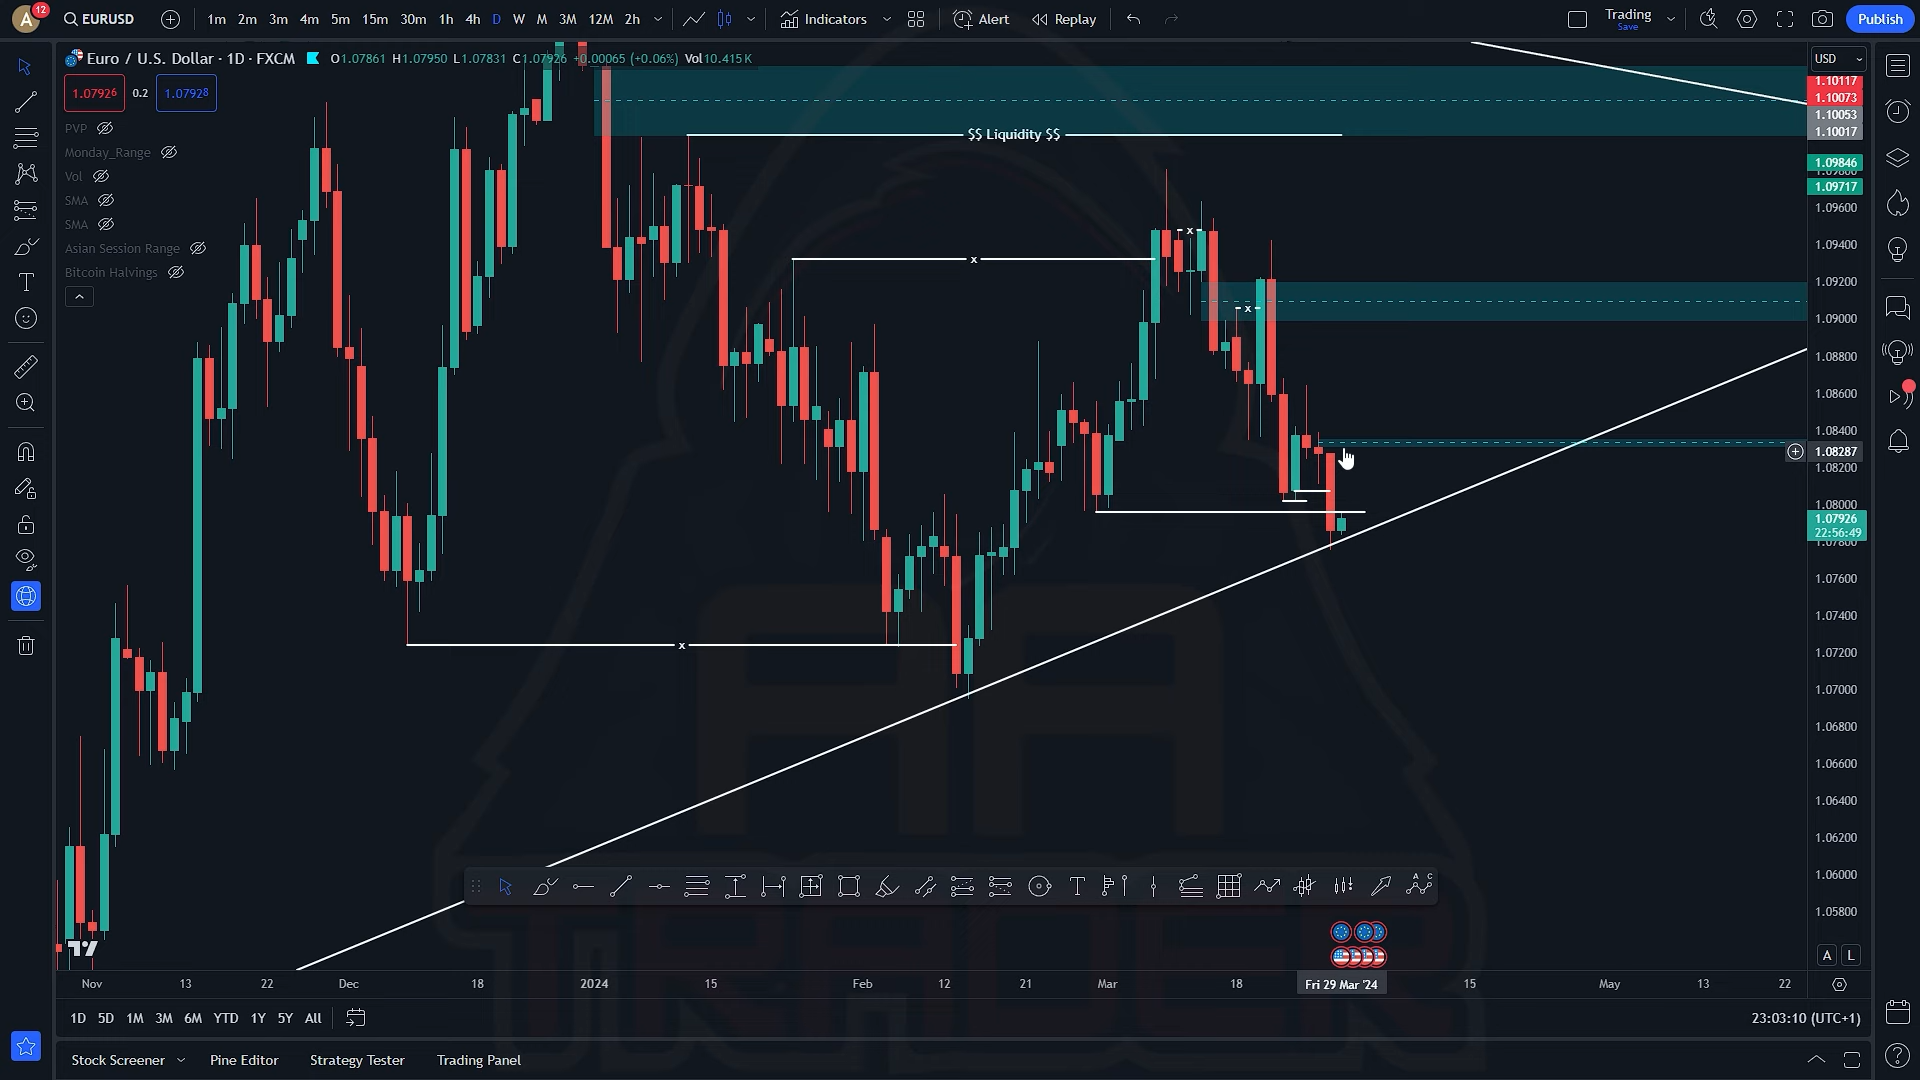 A 12 EURUSD 1m 2m 3m 4m 5m 15m 30m 1h 4h D W M 3M 12M 2h Indicators Alert Replay Trading Save Publish
Euro / U.S. Dollar · 1D · FXCM O1.07861 H1.07950 L1.07831 C1.07926 +0.00065 (+0.06%) Vol10.415K USD
1.07926 0.2 1.07928
PVP
Monday_Range
Vol
SMA
SMA
Asian Session Range
Bitcoin Halvings
$$ Liquidity $$
x
x
x
x
1.10117
1.10073
1.10053
1.10017
1.09846
1.09717
1.09600
1.09400
1.09200
1.09000
1.08800
1.08600
1.08400
1.08287
1.08200
1.08000
1.07926
22:56:49
1.07800
1.07600
1.07400
1.07200
1.07000
1.06800
1.06600
1.06400
1.06200
1.06000
1.05800
AA
TRADER
T
T
A C
A L
Nov 13 22 Dec 18 2024 15 Feb 12 21 Mar 18 Fri 29 Mar '24 15 May 13 22
1D 5D 1M 3M 6M YTD 1Y 5Y All 23:03:10 (UTC+1)
Stock Screener Pine Editor Strategy Tester Trading Panel